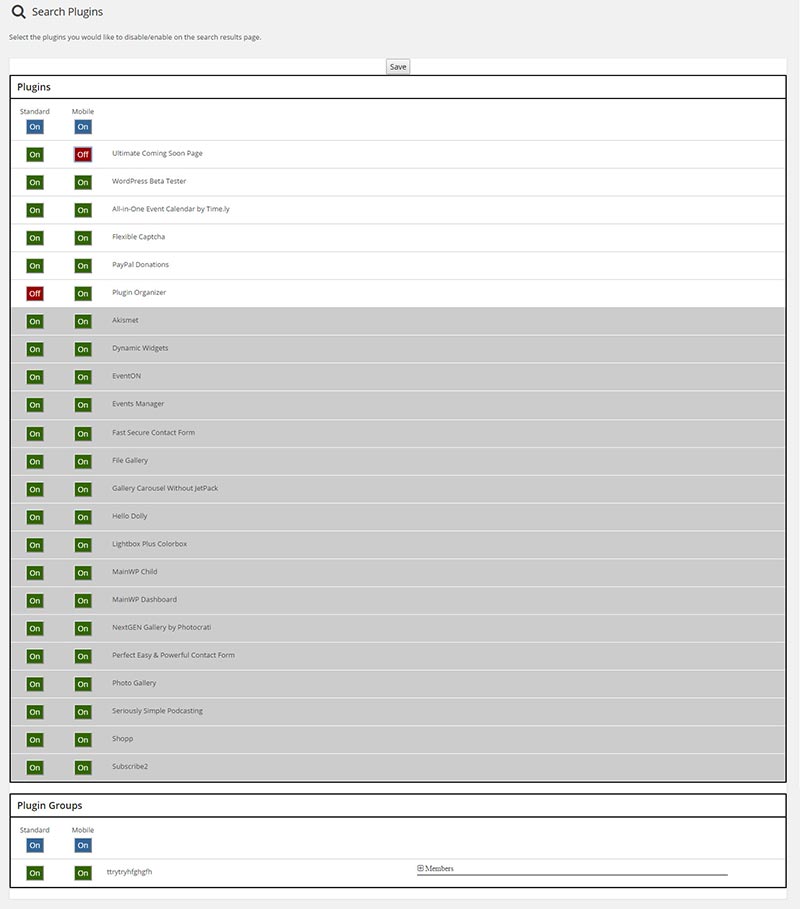 Search Plugins
Select the plugins you would like to disable/enable on the search results page.
Save
Plugins
Standard Mobile
On On
On Off Ultimate Coming Soon Page
On On WordPress Beta Tester
On On All-in-One Event Calendar by Time.ly
On On Flexible Captcha
On On PayPal Donations
Off On Plugin Organizer
On On Akismet
On On Dynamic Widgets
On On EventON
On On Events Manager
On On Fast Secure Contact Form
On On File Gallery
On On Gallery Carousel Without JetPack
On On Hello Dolly
On On Lightbox Plus Colorbox
On On MainWP Child
On On MainWP Dashboard
On On NextGEN Gallery by Photocrati
On On Perfect Easy & Powerful Contact Form
On On Photo Gallery
On On Seriously Simple Podcasting
On On Shopp
On On Subscribe2
Plugin Groups
Standard Mobile
On On
On On ttrytryhfghgfh Members